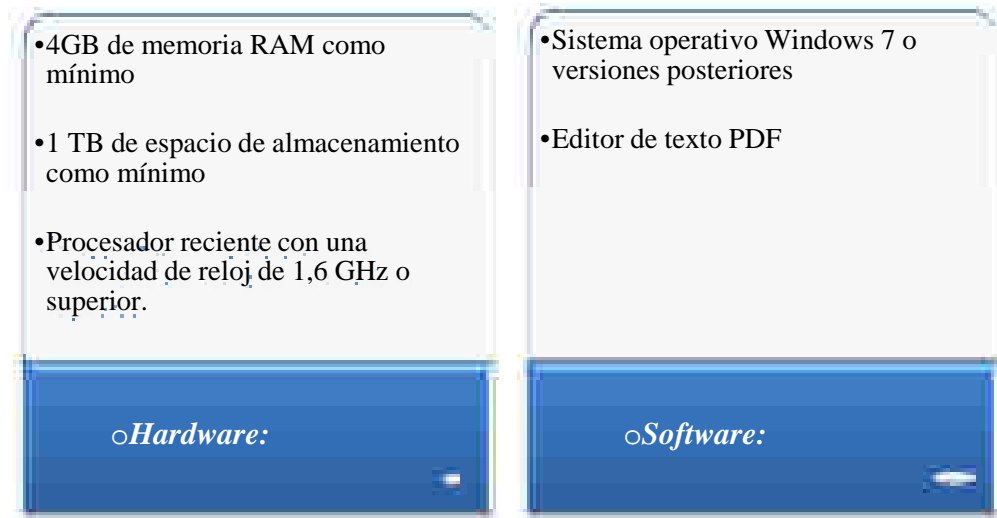 •4GB de memoria RAM como
mínimo
•1 TB de espacio de almacenamiento
como mínimo
•Procesador reciente con una
velocidad de reloj de 1,6 GHz o
superior.
oHardware:
•Sistema operativo Windows 7 o
versiones posteriores
•Editor de texto PDF
oSoftware: